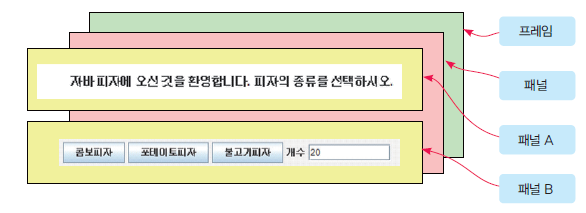 프레임
자바 피자에 오신 것을 환영합니다. 피자의 종류를 선택하시오.
패널
패널 A
콤보피자 포테이토피자 불고기피자 개수 20
패널 B